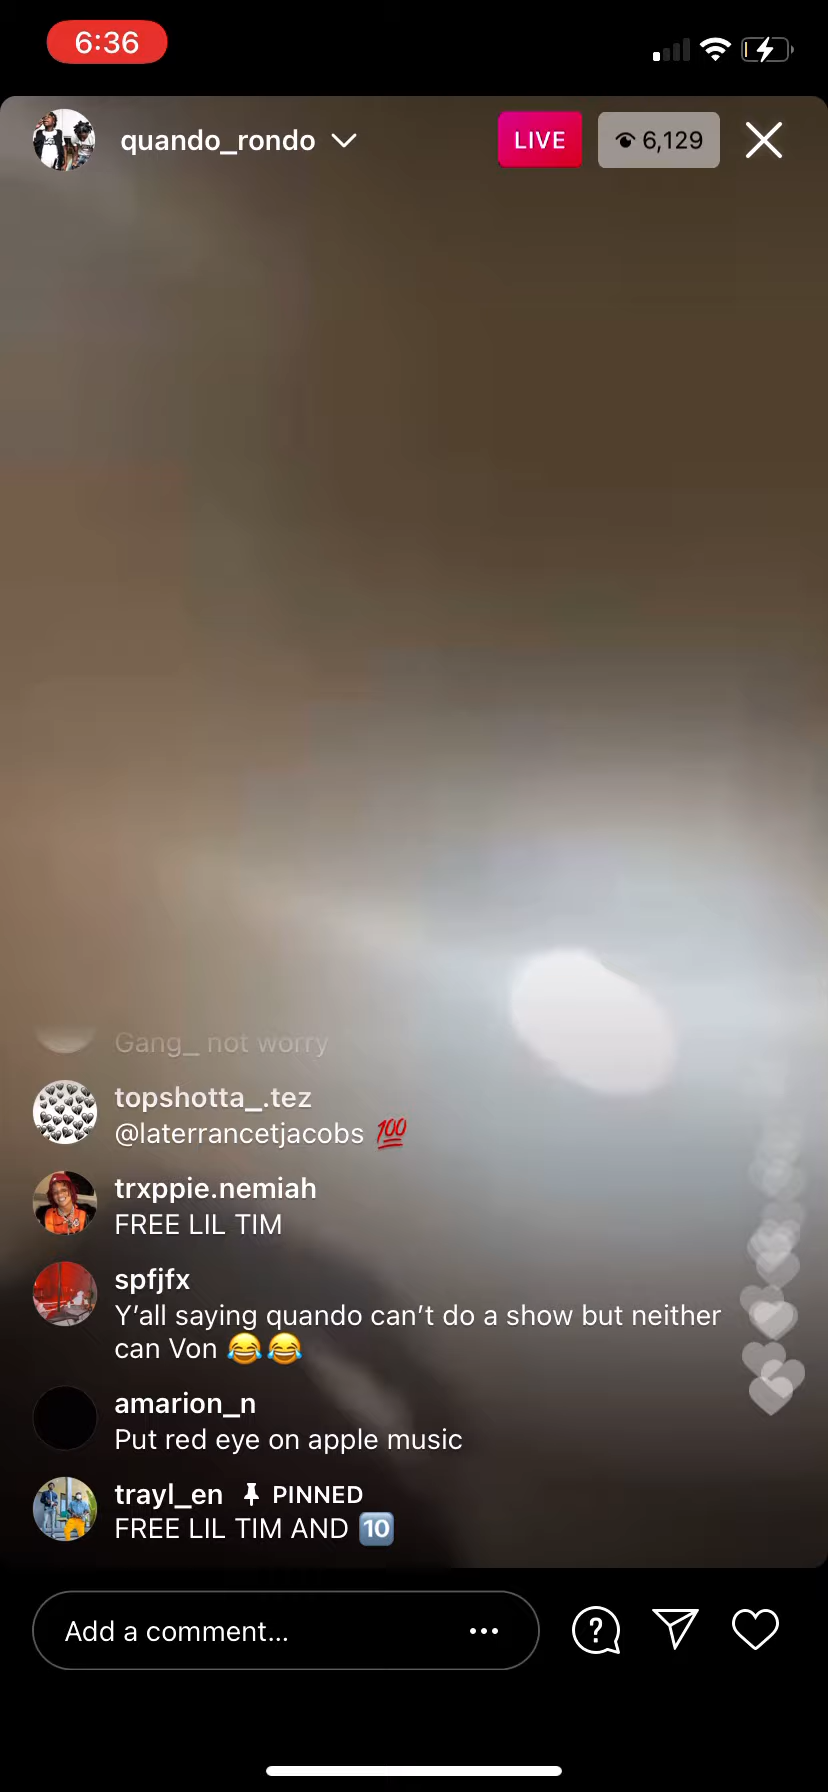 6:36
quando_rondo
LIVE
6,129
Gang_ not worry
topshotta_.tez
@laterrancetjacobs 💯
trxppie.nemiah
FREE LIL TIM
spfjfx
Y’all saying quando can’t do a show but neither
can Von 😂😂
amarion_n
Put red eye on apple music
trayl_en PINNED
FREE LIL TIM AND 🔟
Add a comment...